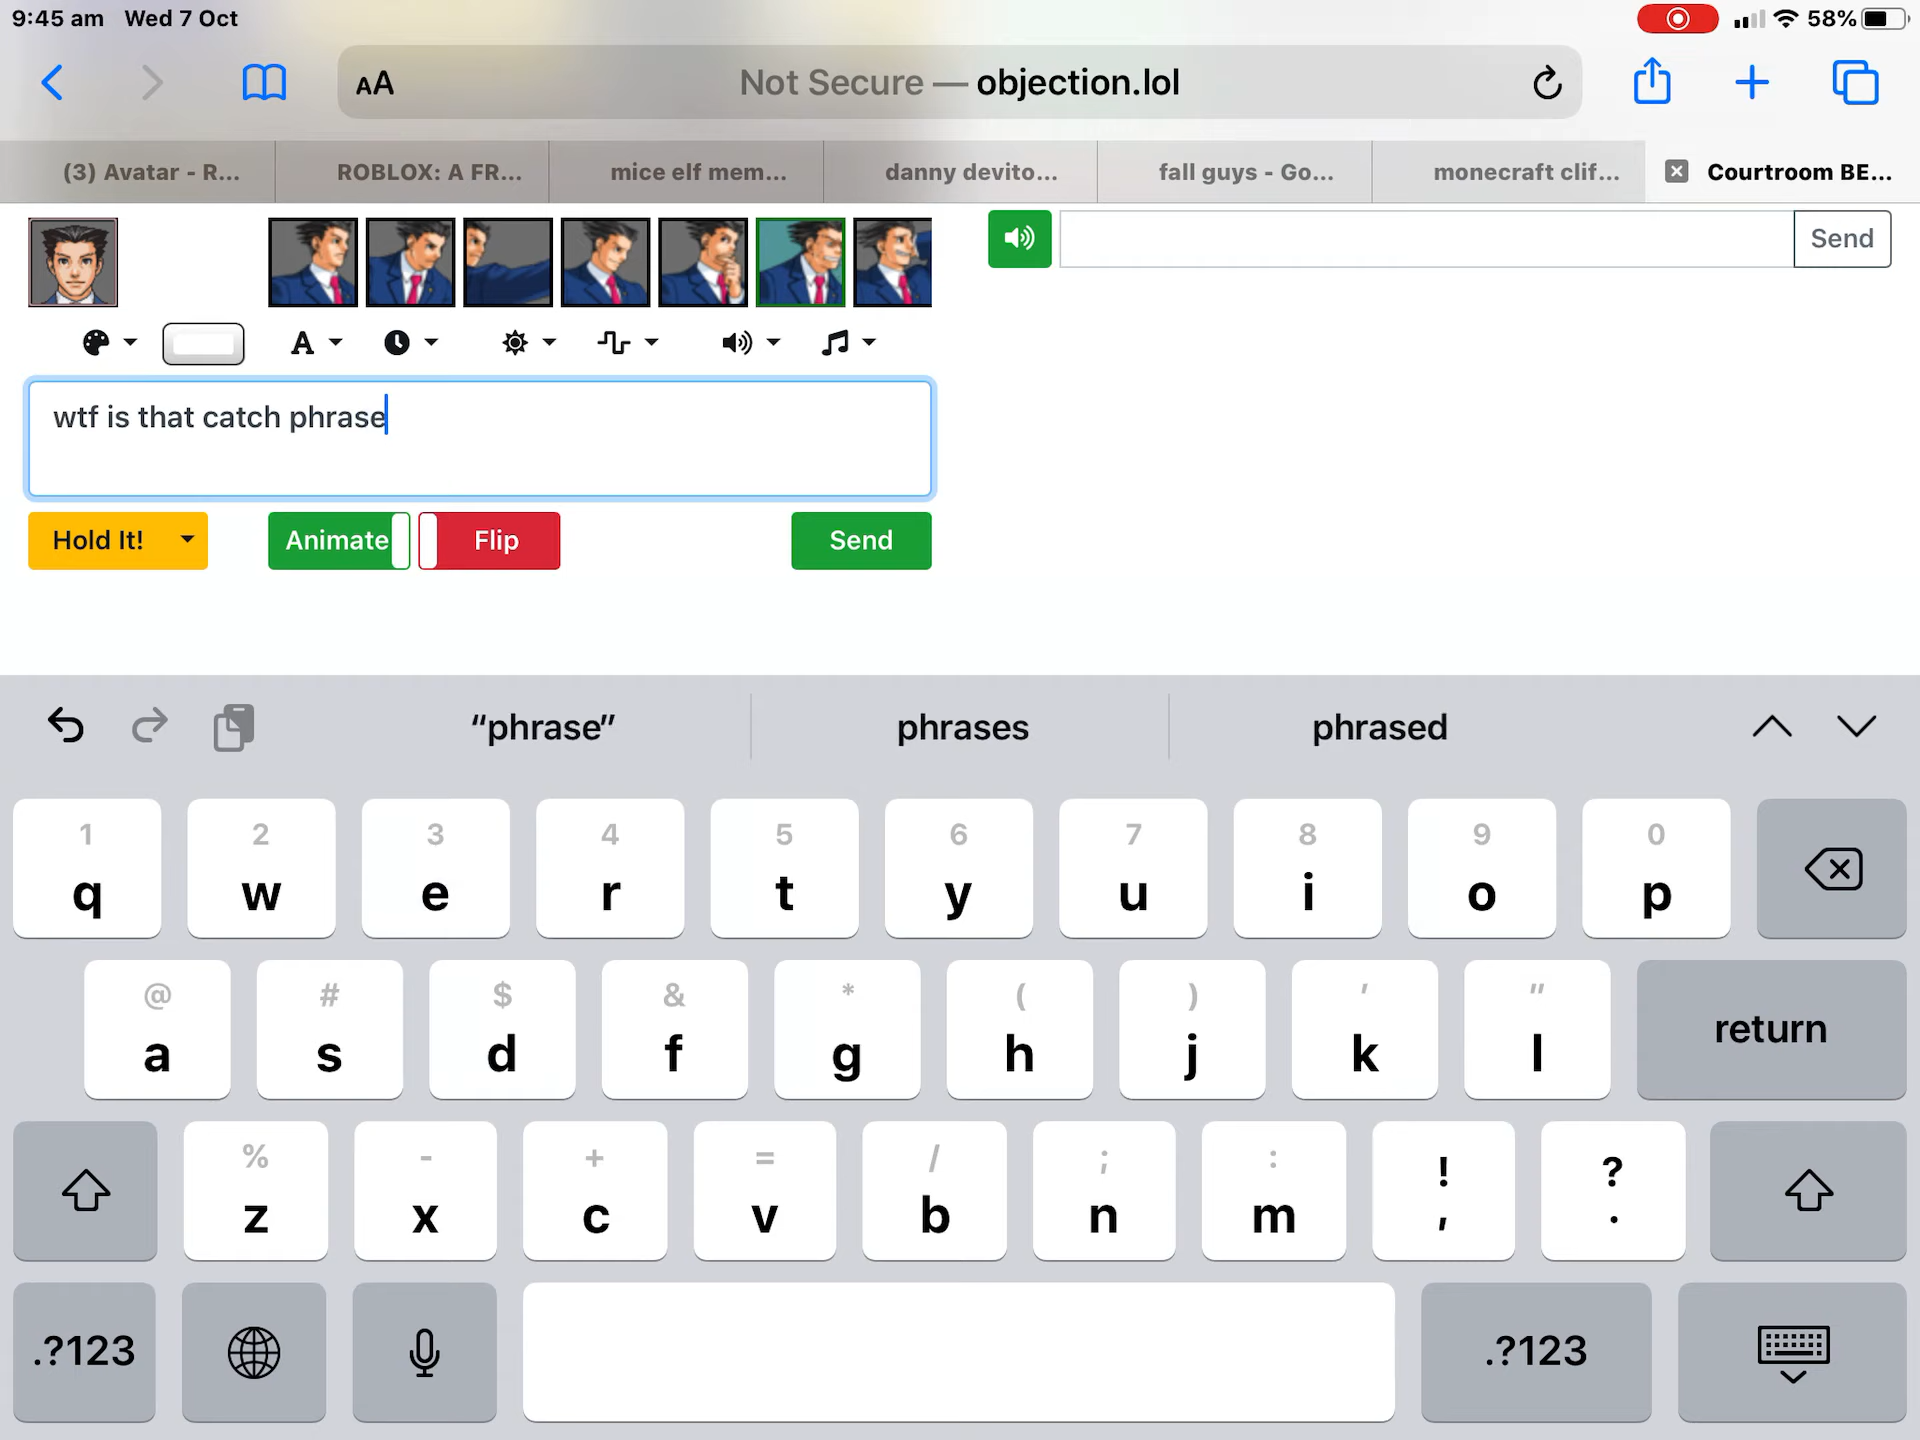 9:45 am Wed 7 Oct 58%
AA Not Secure — objection.lol
(3) Avatar - R... ROBLOX: A FR... mice elf mem... danny devito... fall guys - Go... monecraft clif... Courtroom BE...
Send
A
wtf is that catch phrase
Hold It! Animate Flip Send
“phrase” phrases phrased
1 2 3 4 5 6 7 8 9 0
q w e r t y u i o p
@ # $ & * ( ) ' "
a s d f g h j k l return
% - + = / ; : ! ?
z x c v b n m , .
.?123 .?123